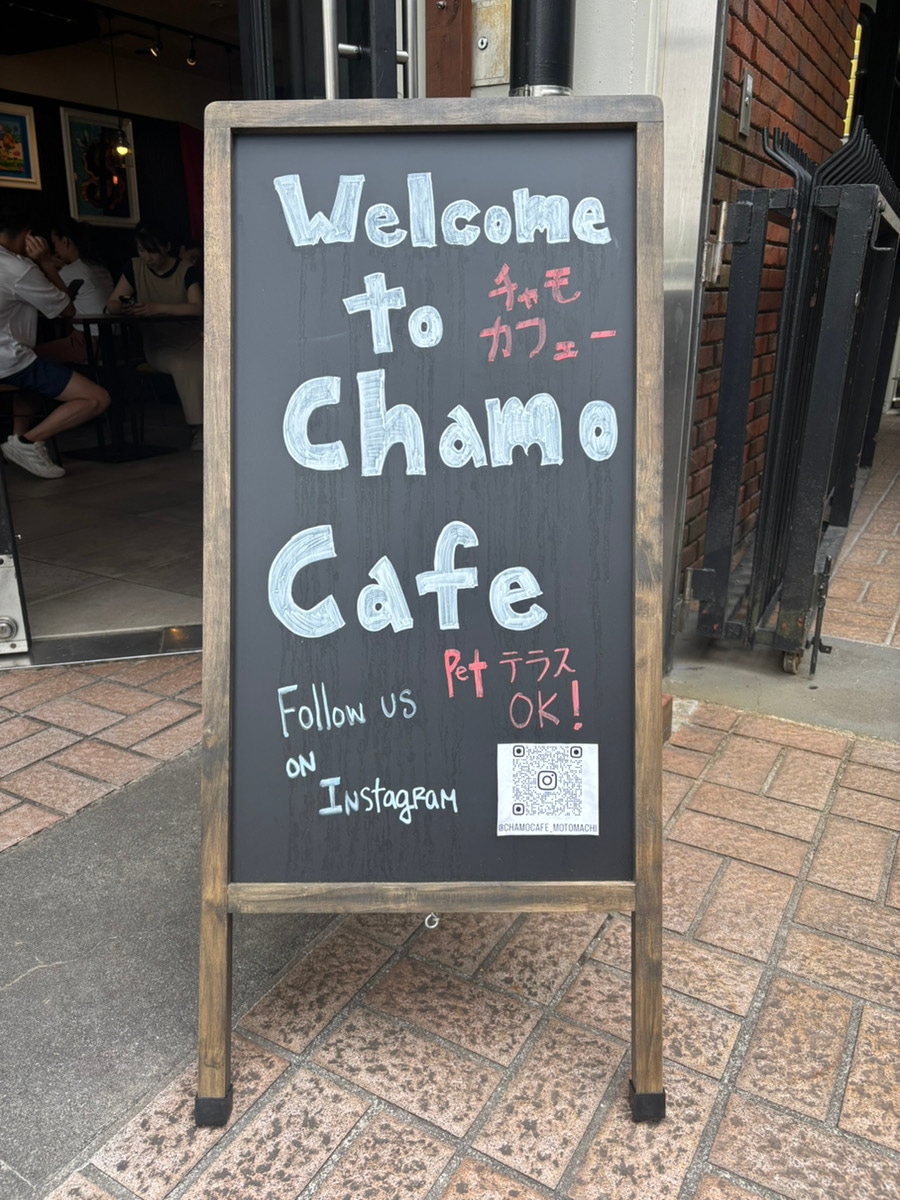 Welcome
to
チャモ
カフェー
Chamo
Cafe
Pet テラス
OK!
Follow us
on
Instagram
@CHAMOCAFE_MOTOMACHI